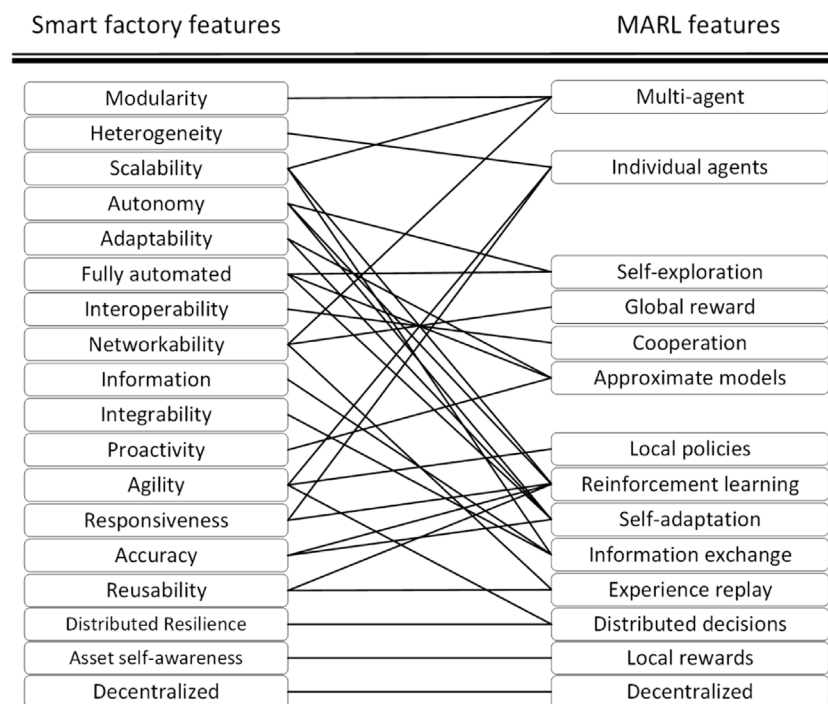 Smart factory features
MARL features
Modularity
Heterogeneity
Scalability
Autonomy
Adaptability
Fully automated
Interoperability
Networkability
Information
Integrability
Proactivity
Agility
Responsiveness
Accuracy
Reusability
Distributed Resilience
Asset self-awareness
Decentralized
Multi-agent
Individual agents
Self-exploration
Global reward
Cooperation
Approximate models
Local policies
Reinforcement learning
Self-adaptation
Information exchange
Experience replay
Distributed decisions
Local rewards
Decentralized